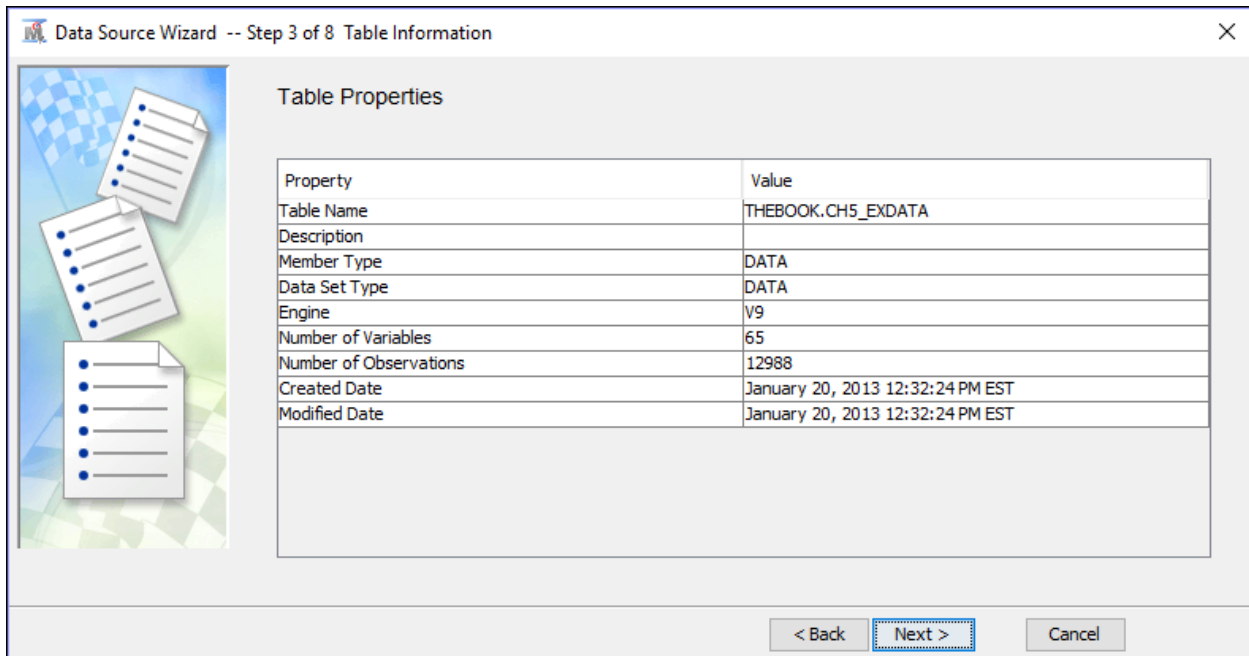 Data Source Wizard -- Step 3 of 8 Table Information
Table Properties
Property Value
Table Name THEBOOK.CH5_EXDATA
Description
Member Type DATA
Data Set Type DATA
Engine V9
Number of Variables 65
Number of Observations 12988
Created Date January 20, 2013 12:32:24 PM EST
Modified Date January 20, 2013 12:32:24 PM EST
< Back Next > Cancel